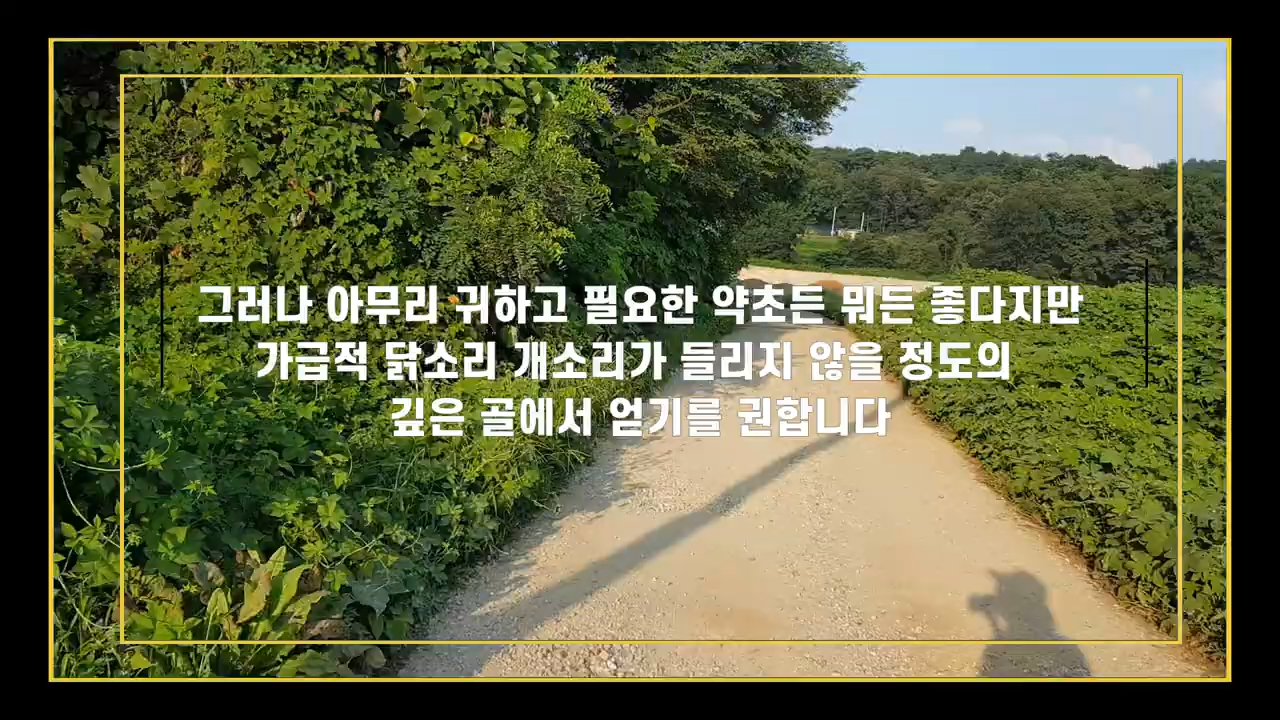 그러나 아무리 귀하고 필요한 약초든 뭐든 좋다지만
가급적 닭소리 개소리가 들리지 않을 정도의
깊은 골에서 얻기를 권합니다